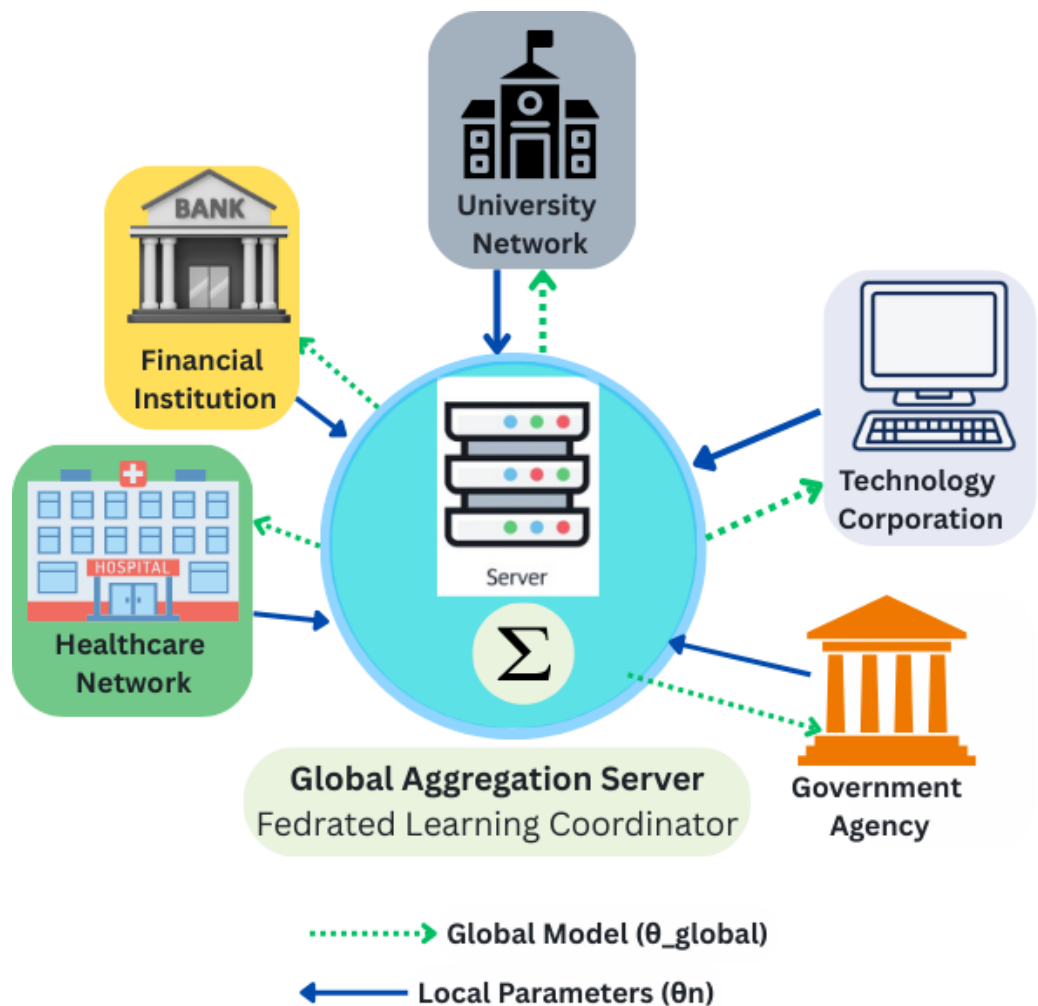 University
Network
BANK
Financial
Institution
Technology
Corporation
Server
HOSPITAL
Healthcare
Network
Σ
Government
Agency
Global Aggregation Server
Fedrated Learning Coordinator
Global Model (θ_global)
Local Parameters (θn)